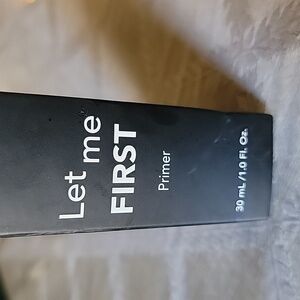 Let me
FIRST
Primer
30 mL /1.0 Fl. Oz.